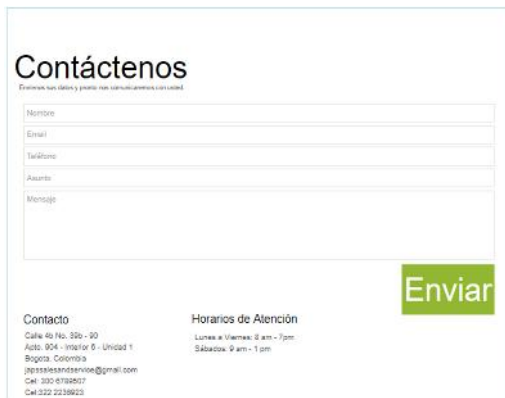 Contáctenos
Envíenos sus datos y pronto nos comunicaremos con usted.
Nombre
Email
Teléfono
Asunto
Mensaje
Enviar
Contacto
Calle 4b No. 39b - 90
Apto. 904 - Interior 6 - Unidad 1
Bogota, Colombia
japssalesandservice@gmail.com
Cel: 300 6789507
Cel:322 2236923
Horarios de Atención
Lunes a Viernes: 8 am - 7pm
Sábados: 9 am - 1 pm